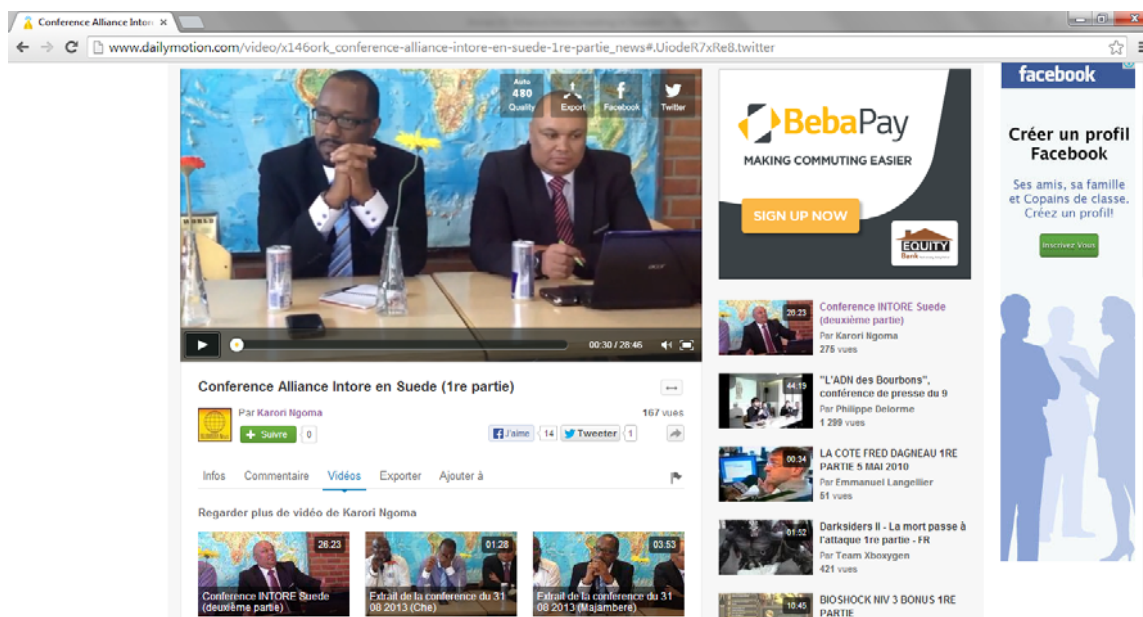 Conference Alliance Intor
www.dailymotion.com/video/x146ork_conference-alliance-intore-en-suede-1re-partie_news#.UiodeR7xRe8.twitter
Auto
480
Quality
Export
Facebook
Twitter
WORLD
acer
00:30 / 28:46
Conference Alliance Intore en Suede (1re partie)
Par Karori Ngoma
167 vues
+ Suivre
0
J'aime
14
Tweeter
1
Infos
Commentaire
Vidéos
Exporter
Ajouter à
Regarder plus de vidéo de Karori Ngoma
26:23
Conference INTORE Suede
(deuxième partie)
01:28
Extrait de la conference du 31
08 2013 (Che)
03:53
Extrait de la conference du 31
08 2013 (Majambere)
BebaPay
MAKING COMMUTING EASIER
SIGN UP NOW
EQUITY
Bank
26:23
Conference INTORE Suede
(deuxième partie)
Par Karori Ngoma
275 vues
44:19
"L'ADN des Bourbons",
conférence de presse du 9
Par Philippe Delorme
1 299 vues
00:34
LA COTE FRED DAGNEAU 1RE
PARTIE 5 MAI 2010
Par Emmanuel Langellier
51 vues
01:52
Darksiders II - La mort passe à
l'attaque 1re partie - FR
Par Team Xboxygen
421 vues
10:45
BIOSHOCK NIV 3 BONUS 1RE
PARTIE
facebook
Créer un profil
Facebook
Ses amis, sa famille
et Copains de classe.
Créez un profil!
Inscrivez Vous